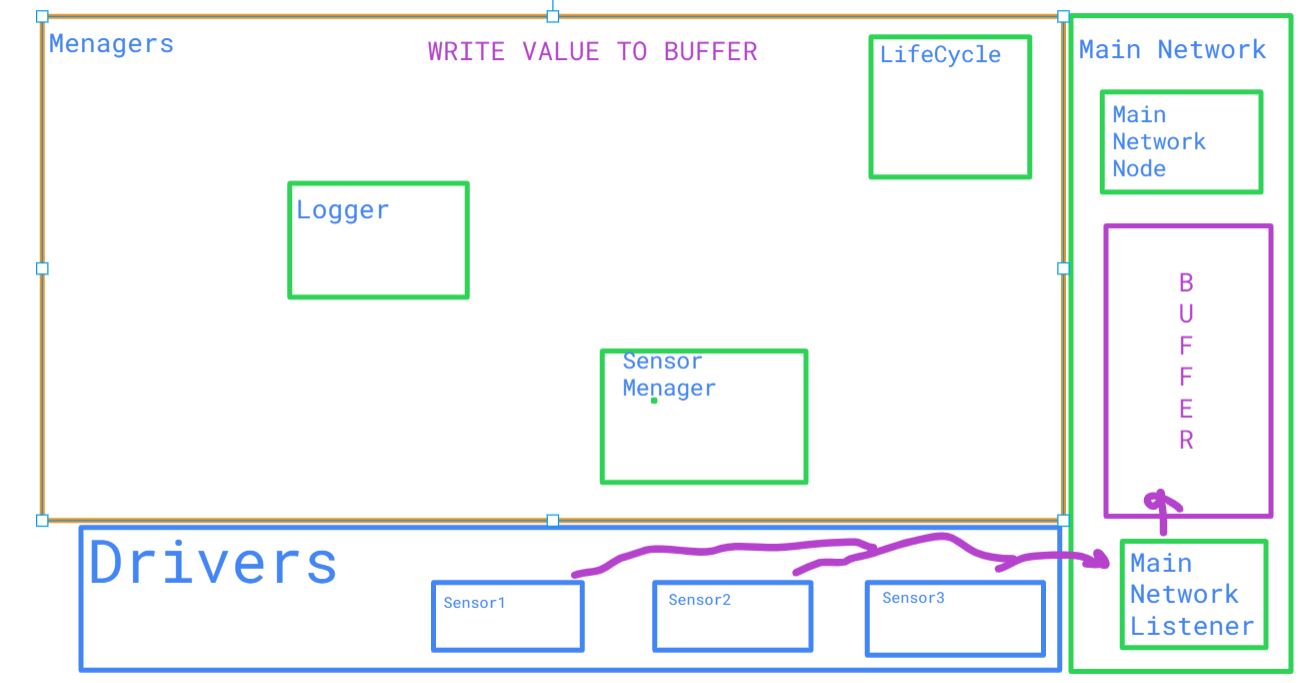 Menagers
WRITE VALUE TO BUFFER
LifeCycle
Logger
Sensor
Menager
Main Network
Main
Network
Node
B
U
F
F
E
R
Main
Network
Listener
Drivers
Sensor1
Sensor2
Sensor3